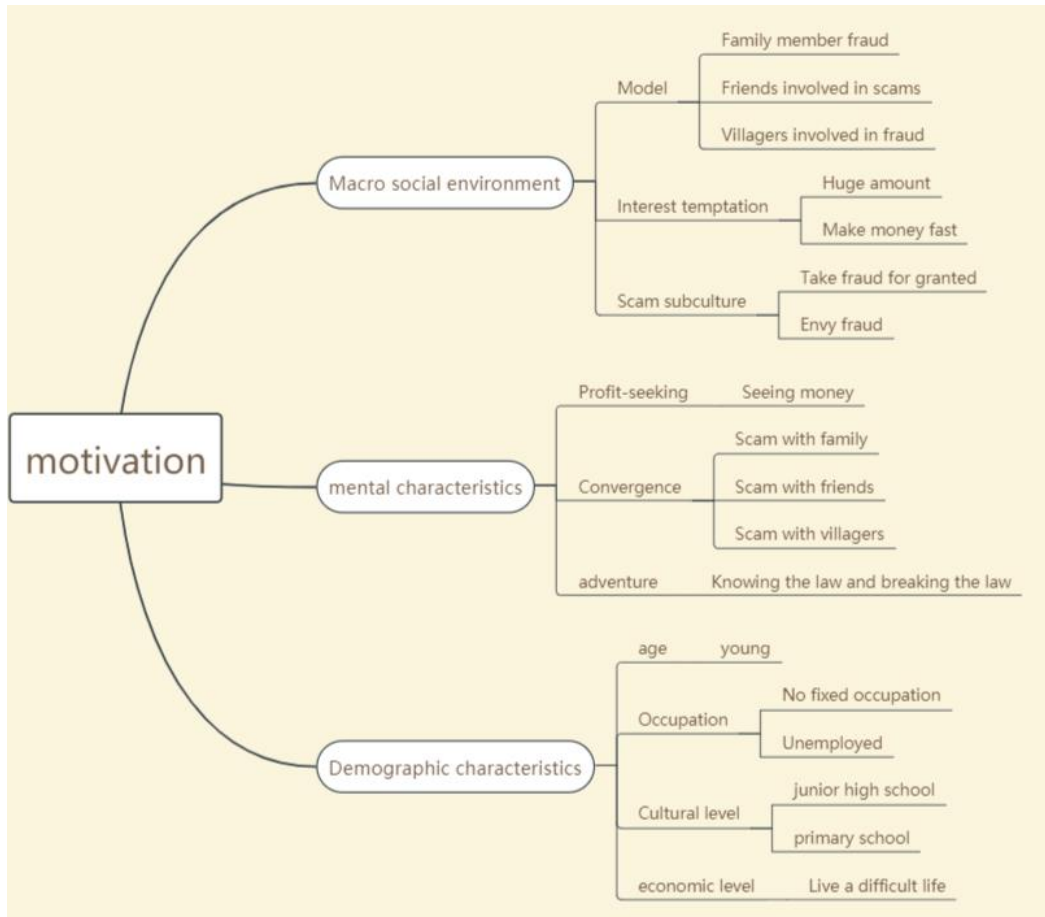 motivation
Macro social environment
Model
Family member fraud
Friends involved in scams
Villagers involved in fraud
Interest temptation
Huge amount
Make money fast
Scam subculture
Take fraud for granted
Envy fraud
mental characteristics
Profit-seeking
Seeing money
Convergence
Scam with family
Scam with friends
Scam with villagers
adventure
Knowing the law and breaking the law
Demographic characteristics
age
young
Occupation
No fixed occupation
Unemployed
Cultural level
junior high school
primary school
economic level
Live a difficult life